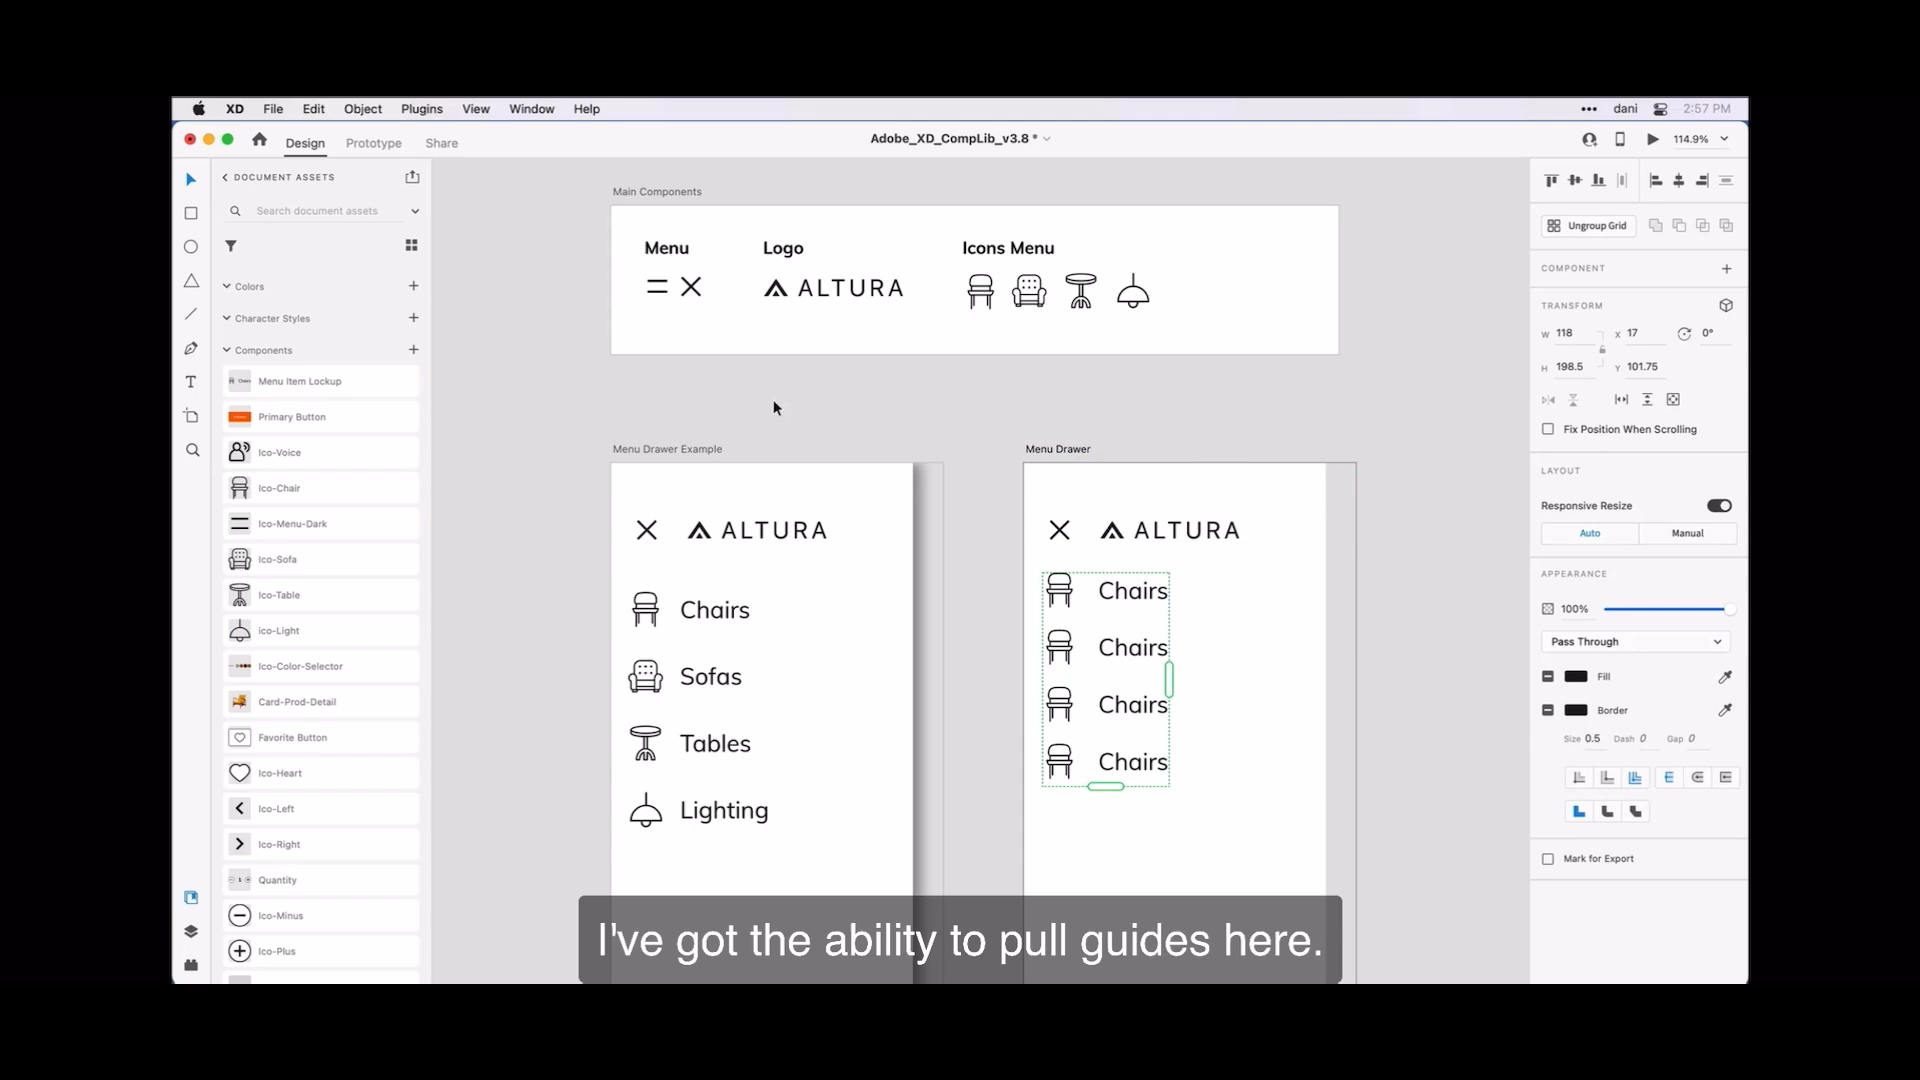 XD File Edit Object Plugins View Window Help
••• dani 2:57 PM
Design Prototype Share
Adobe_XD_CompLib_v3.8 *
114.9%
DOCUMENT ASSETS
Search document assets
Colors
Character Styles
Components
Menu Item Lockup
Primary Button
Ico-Voice
Ico-Chair
Ico-Menu-Dark
Ico-Sofa
Ico-Table
ico-Light
Ico-Color-Selector
Card-Prod-Detail
Favorite Button
Ico-Heart
Ico-Left
Ico-Right
Quantity
Ico-Minus
Ico-Plus
Main Components
Menu Logo Icons Menu
ALTURA
Menu Drawer Example
ALTURA
Chairs
Sofas
Tables
Lighting
Menu Drawer
ALTURA
Chairs
Chairs
Chairs
Chairs
Ungroup Grid
COMPONENT
TRANSFORM
W 118 X 17 0°
H 198.5 Y 101.75
Fix Position When Scrolling
LAYOUT
Responsive Resize
Auto Manual
APPEARANCE
100%
Pass Through
Fill
Border
Size 0.5 Dash 0 Gap 0
Mark for Export
I've got the ability to pull guides here.